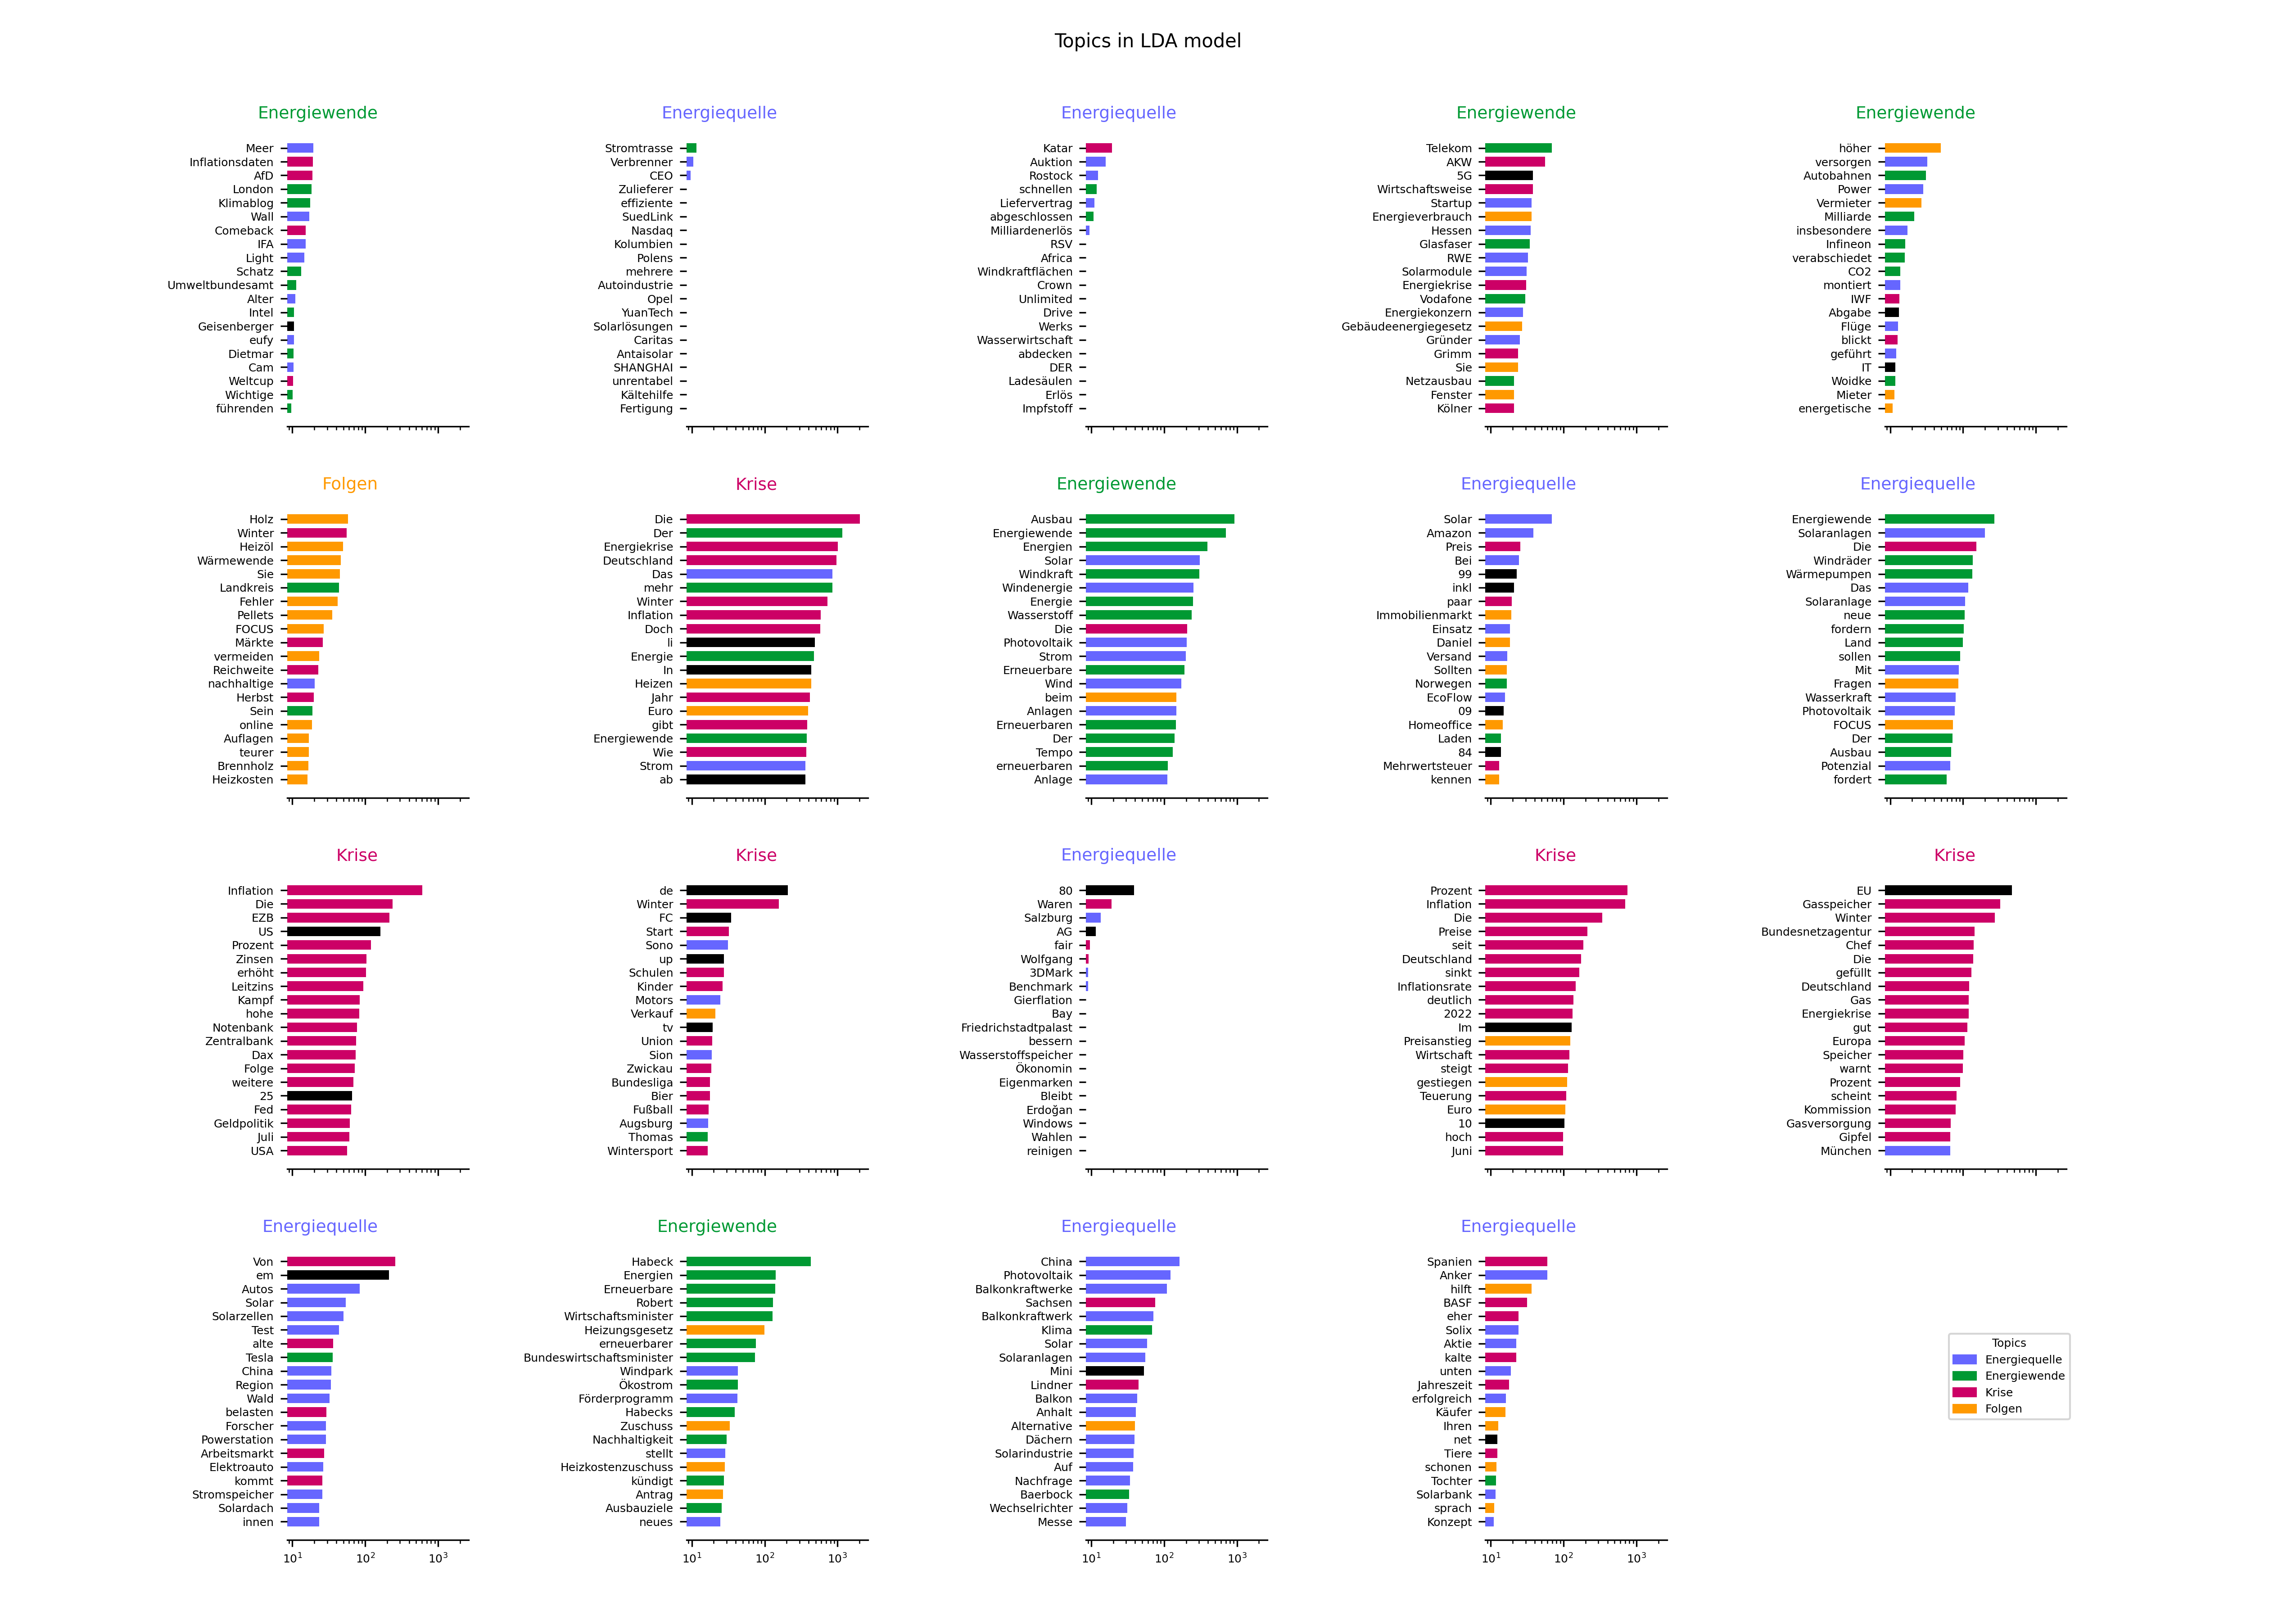 Topics in LDA model
Energiewende
Meer
Inflationsdaten
AfD
London
Klimablog
Wall
Comeback
IFA
Light
Schatz
Umweltbundesamt
Alter
Intel
Geisenberger
eufy
Dietmar
Cam
Weltcup
Wichtige
führenden
Energiequelle
Stromtrasse
Verbrenner
CEO
Zulieferer
effiziente
SuedLink
Nasdaq
Kolumbien
Polens
mehrere
Autoindustrie
Opel
YuanTech
Solarlösungen
Caritas
Antaisolar
SHANGHAI
unrentabel
Kältehilfe
Fertigung
Energiequelle
Katar
Auktion
Rostock
schnellen
Liefervertrag
abgeschlossen
Milliardenerlös
RSV
Africa
Windkraftflächen
Crown
Unlimited
Drive
Werks
Wasserwirtschaft
abdecken
DER
Ladesäulen
Erlös
Impfstoff
Energiewende
Telekom
AKW
5G
Wirtschaftsweise
Startup
Energieverbrauch
Hessen
Glasfaser
RWE
Solarmodule
Energiekrise
Vodafone
Energiekonzern
Gebäudeenergiegesetz
Gründer
Grimm
Sie
Netzausbau
Fenster
Kölner
Energiewende
höher
versorgen
Autobahnen
Power
Vermieter
Milliarde
insbesondere
Infineon
verabschiedet
CO2
montiert
IWF
Abgabe
Flüge
blickt
geführt
IT
Woidke
Mieter
energetische
Folgen
Holz
Winter
Heizöl
Wärmewende
Sie
Landkreis
Fehler
Pellets
FOCUS
Märkte
vermeiden
Reichweite
nachhaltige
Herbst
Sein
online
Auflagen
teurer
Brennholz
Heizkosten
Krise
Die
Der
Energiekrise
Deutschland
Das
mehr
Winter
Inflation
Doch
li
Energie
In
Heizen
Jahr
Euro
gibt
Energiewende
Wie
Strom
ab
Energiewende
Ausbau
Energiewende
Energien
Solar
Windkraft
Windenergie
Energie
Wasserstoff
Die
Photovoltaik
Strom
Erneuerbare
Wind
beim
Anlagen
Erneuerbaren
Der
Tempo
erneuerbaren
Anlage
Energiequelle
Solar
Amazon
Preis
Bei
99
inkl
paar
Immobilienmarkt
Einsatz
Daniel
Versand
Sollten
Norwegen
EcoFlow
09
Homeoffice
Laden
84
Mehrwertsteuer
kennen
Energiequelle
Energiewende
Solaranlagen
Die
Windräder
Wärmepumpen
Das
Solaranlage
neue
fordern
Land
sollen
Mit
Fragen
Wasserkraft
Photovoltaik
FOCUS
Der
Ausbau
Potenzial
fordert
Krise
Inflation
Die
EZB
US
Prozent
Zinsen
erhöht
Leitzins
Kampf
hohe
Notenbank
Zentralbank
Dax
Folge
weitere
25
Fed
Geldpolitik
Juli
USA
Krise
de
Winter
FC
Start
Sono
up
Schulen
Kinder
Motors
Verkauf
tv
Union
Sion
Zwickau
Bundesliga
Bier
Fußball
Augsburg
Thomas
Wintersport
Energiequelle
80
Waren
Salzburg
AG
fair
Wolfgang
3DMark
Benchmark
Gierflation
Bay
Friedrichstadtpalast
bessern
Wasserstoffspeicher
Ökonomin
Eigenmarken
Bleibt
Erdoğan
Windows
Wahlen
reinigen
Krise
Prozent
Inflation
Die
Preise
seit
Deutschland
sinkt
Inflationsrate
deutlich
2022
Im
Preisanstieg
Wirtschaft
steigt
gestiegen
Teuerung
Euro
10
hoch
Juni
Krise
EU
Gasspeicher
Winter
Bundesnetzagentur
Chef
Die
gefüllt
Deutschland
Gas
Energiekrise
gut
Europa
Speicher
warnt
Prozent
scheint
Kommission
Gasversorgung
Gipfel
München
Energiequelle
Von
em
Autos
Solar
Solarzellen
Test
alte
Tesla
China
Region
Wald
belasten
Forscher
Powerstation
Arbeitsmarkt
Elektroauto
kommt
Stromspeicher
Solardach
innen
10¹ 10² 10³
Energiewende
Habeck
Energien
Erneuerbare
Robert
Wirtschaftsminister
Heizungsgesetz
erneuerbarer
Bundeswirtschaftsminister
Windpark
Ökostrom
Förderprogramm
Habecks
Zuschuss
Nachhaltigkeit
stellt
Heizkostenzuschuss
kündigt
Antrag
Ausbauziele
neues
10¹ 10² 10³
Energiequelle
China
Photovoltaik
Balkonkraftwerke
Sachsen
Balkonkraftwerk
Klima
Solar
Solaranlagen
Mini
Lindner
Balkon
Anhalt
Alternative
Dächern
Solarindustrie
Auf
Nachfrage
Baerbock
Wechselrichter
Messe
10¹ 10² 10³
Energiequelle
Spanien
Anker
hilft
BASF
eher
Solix
Aktie
kalte
unten
Jahreszeit
erfolgreich
Käufer
Ihren
net
Tiere
schonen
Tochter
Solarbank
sprach
Konzept
10¹ 10² 10³
Topics
Energiequelle
Energiewende
Krise
Folgen